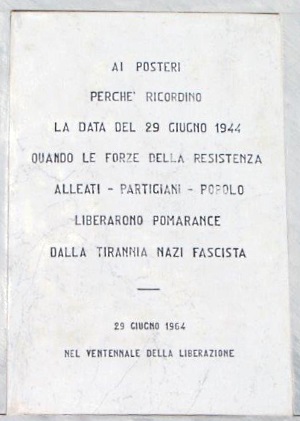 AI POSTERI
PERCHE' RICORDINO
LA DATA DEL 29 GIUGNO 1944
QUANDO LE FORZE DELLA RESISTENZA
ALLEATI - PARTIGIANI - POPOLO
LIBERARONO POMARANCE
DALLA TIRANNIA NAZI FASCISTA
29 GIUGNO 1964
NEL VENTENNALE DELLA LIBERAZIONE